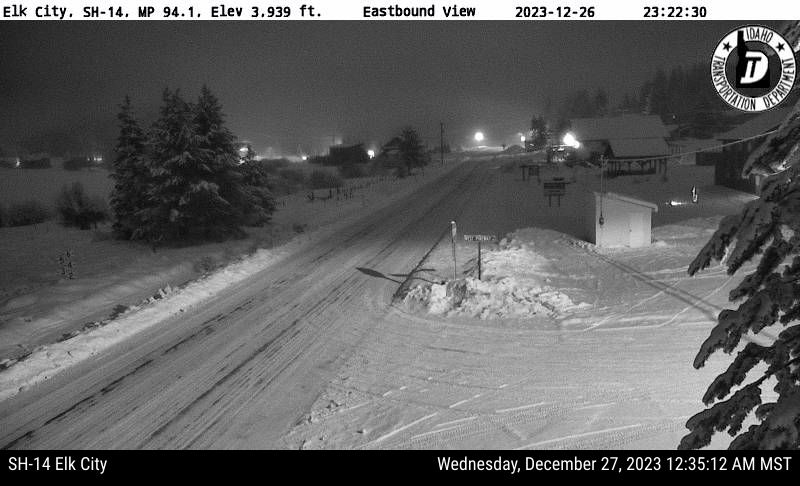 Elk City, SH-14, MP 94.1, Elev 3,939 ft. Eastbound View 2023-12-26 23:22:30
IDAHO
TRANSPORTATION DEPARTMENT
SH-14 Elk City
Wednesday, December 27, 2023 12:35:12 AM MST